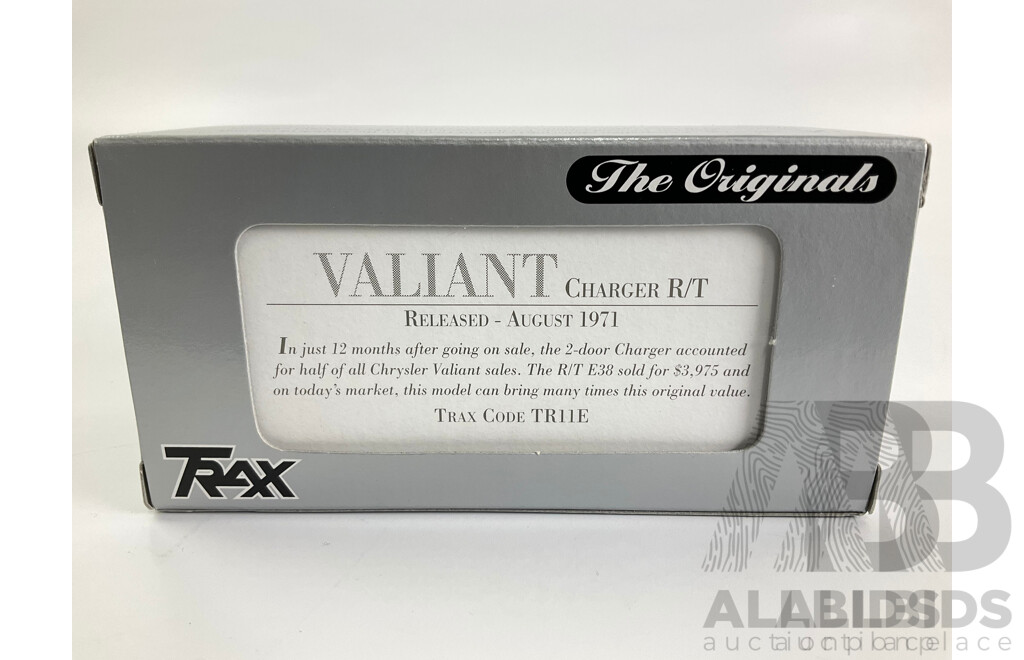 The Originals
VALIANT CHARGER R/T
RELEASED - AUGUST 1971
In just 12 months after going on sale, the 2-door Charger accounted
for half of all Chrysler Valiant sales. The R/T E38 sold for $3,975 and
on today's market, this model can bring many times this original value.
TRAX CODE TR11E
TRAX